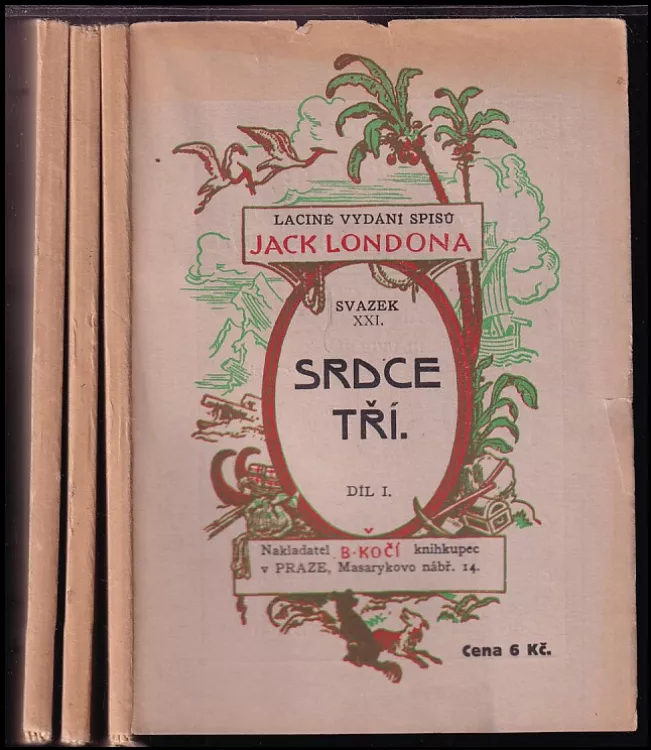 LACINÉ VYDÁNÍ SPISŮ
JACK LONDONA
SVAZEK
XXI.
SRDCE
TŘÍ.
DÍL I.
Nakladatel B·KOČÍ knihkupec
v PRAZE, Masarykovo nábř. 14.
Cena 6 Kč.